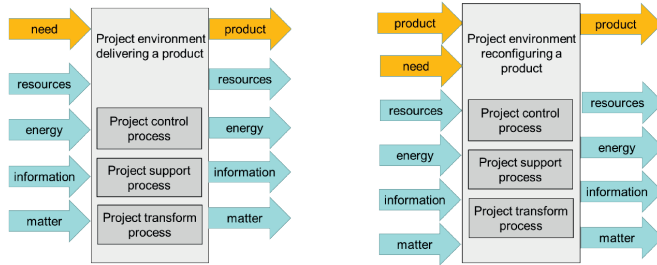 need
Project environment
delivering a product
product
resources
resources
Project control
process
energy
energy
Project support
process
information
information
Project transform
process
matter
matter
product
Project environment
reconfiguring a
product
product
need
resources
resources
Project control
process
energy
energy
Project support
process
information
information
Project transform
process
matter
matter